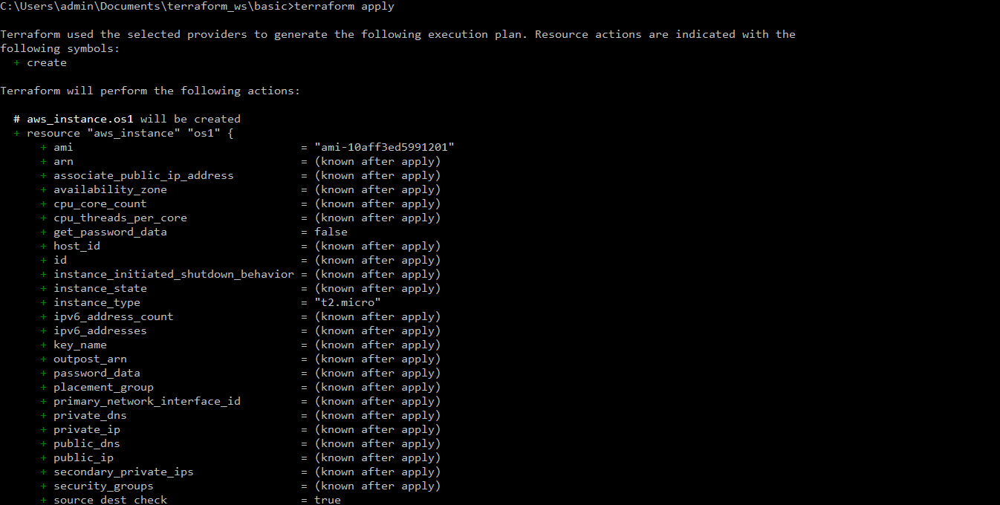 C:\Users\admin\Documents\terraform_ws\basic>terraform apply
Terraform used the selected providers to generate the following execution plan. Resource actions are indicated with the
following symbols:
+ create
Terraform will perform the following actions:
# aws_instance.os1 will be created
+ resource "aws_instance" "os1" {
+ ami = "ami-10aff3ed5991201"
+ arn = (known after apply)
+ associate_public_ip_address = (known after apply)
+ availability_zone = (known after apply)
+ cpu_core_count = (known after apply)
+ cpu_threads_per_core = (known after apply)
+ get_password_data = false
+ host_id = (known after apply)
+ id = (known after apply)
+ instance_initiated_shutdown_behavior = (known after apply)
+ instance_state = (known after apply)
+ instance_type = "t2.micro"
+ ipv6_address_count = (known after apply)
+ ipv6_addresses = (known after apply)
+ key_name = (known after apply)
+ outpost_arn = (known after apply)
+ password_data = (known after apply)
+ placement_group = (known after apply)
+ primary_network_interface_id = (known after apply)
+ private_dns = (known after apply)
+ private_ip = (known after apply)
+ public_dns = (known after apply)
+ public_ip = (known after apply)
+ secondary_private_ips = (known after apply)
+ security_groups = (known after apply)
+ source_dest_check = true